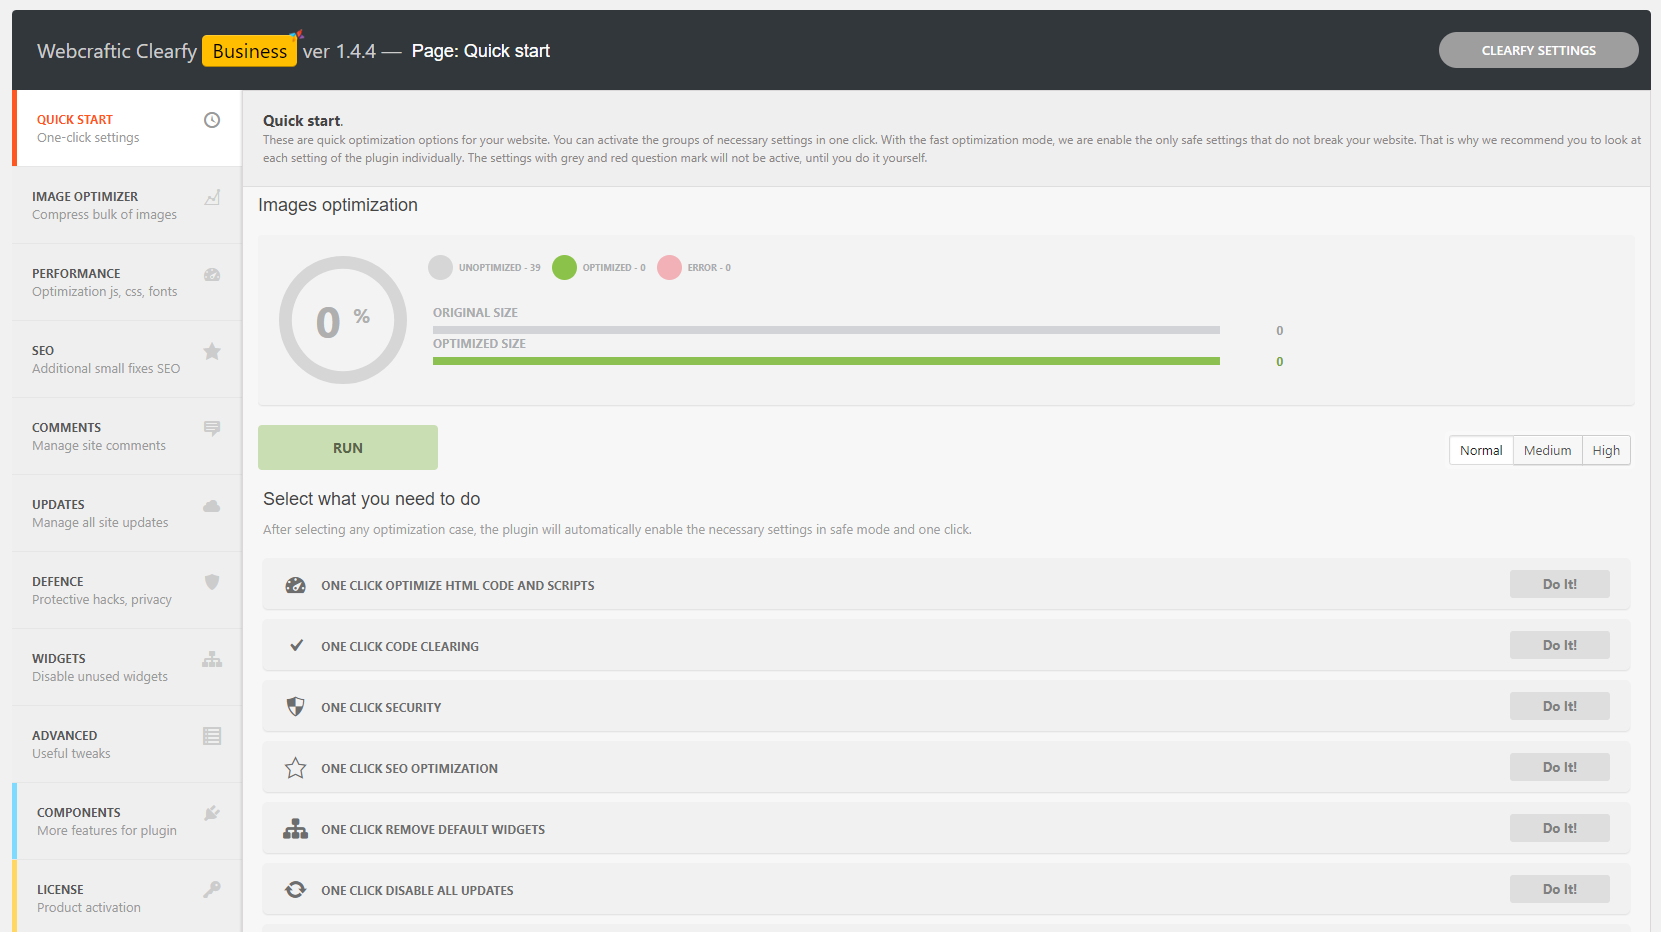 Webcraftic Clearfy Business ver 1.4.4 — Page: Quick start
CLEARFY SETTINGS
QUICK START
One-click settings
IMAGE OPTIMIZER
Compress bulk of images
PERFORMANCE
Optimization js, css, fonts
SEO
Additional small fixes SEO
COMMENTS
Manage site comments
UPDATES
Manage all site updates
DEFENCE
Protective hacks, privacy
WIDGETS
Disable unused widgets
ADVANCED
Useful tweaks
COMPONENTS
More features for plugin
LICENSE
Product activation
Quick start.
These are quick optimization options for your website. You can activate the groups of necessary settings in one click. With the fast optimization mode, we are enable the only safe settings that do not break your website. That is why we recommend you to look at
each setting of the plugin individually. The settings with grey and red question mark will not be active, until you do it yourself.
Images optimization
0 %
UNOPTIMIZED - 39 OPTIMIZED - 0 ERROR - 0
ORIGINAL SIZE
0
OPTIMIZED SIZE
0
RUN
Normal Medium High
Select what you need to do
After selecting any optimization case, the plugin will automatically enable the necessary settings in safe mode and one click.
ONE CLICK OPTIMIZE HTML CODE AND SCRIPTS Do It!
ONE CLICK CODE CLEARING Do It!
ONE CLICK SECURITY Do It!
ONE CLICK SEO OPTIMIZATION Do It!
ONE CLICK REMOVE DEFAULT WIDGETS Do It!
ONE CLICK DISABLE ALL UPDATES Do It!